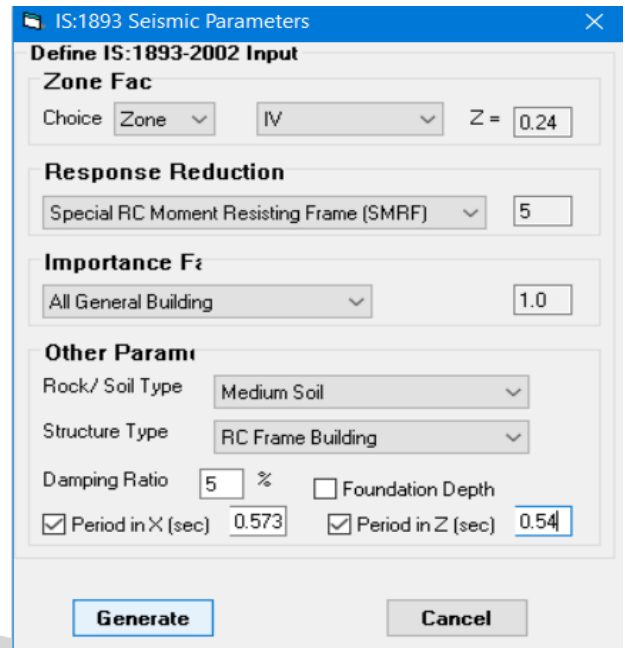 IS:1893 Seismic Parameters
Define IS:1893-2002 Input
Zone Fac
Choice Zone IV Z = 0.24
Response Reduction
Special RC Moment Resisting Frame (SMRF) 5
Importance Fa
All General Building 1.0
Other Param
Rock/ Soil Type Medium Soil
Structure Type RC Frame Building
Damping Ratio 5 % Foundation Depth
Period in X (sec) 0.573 Period in Z (sec) 0.54
Generate Cancel